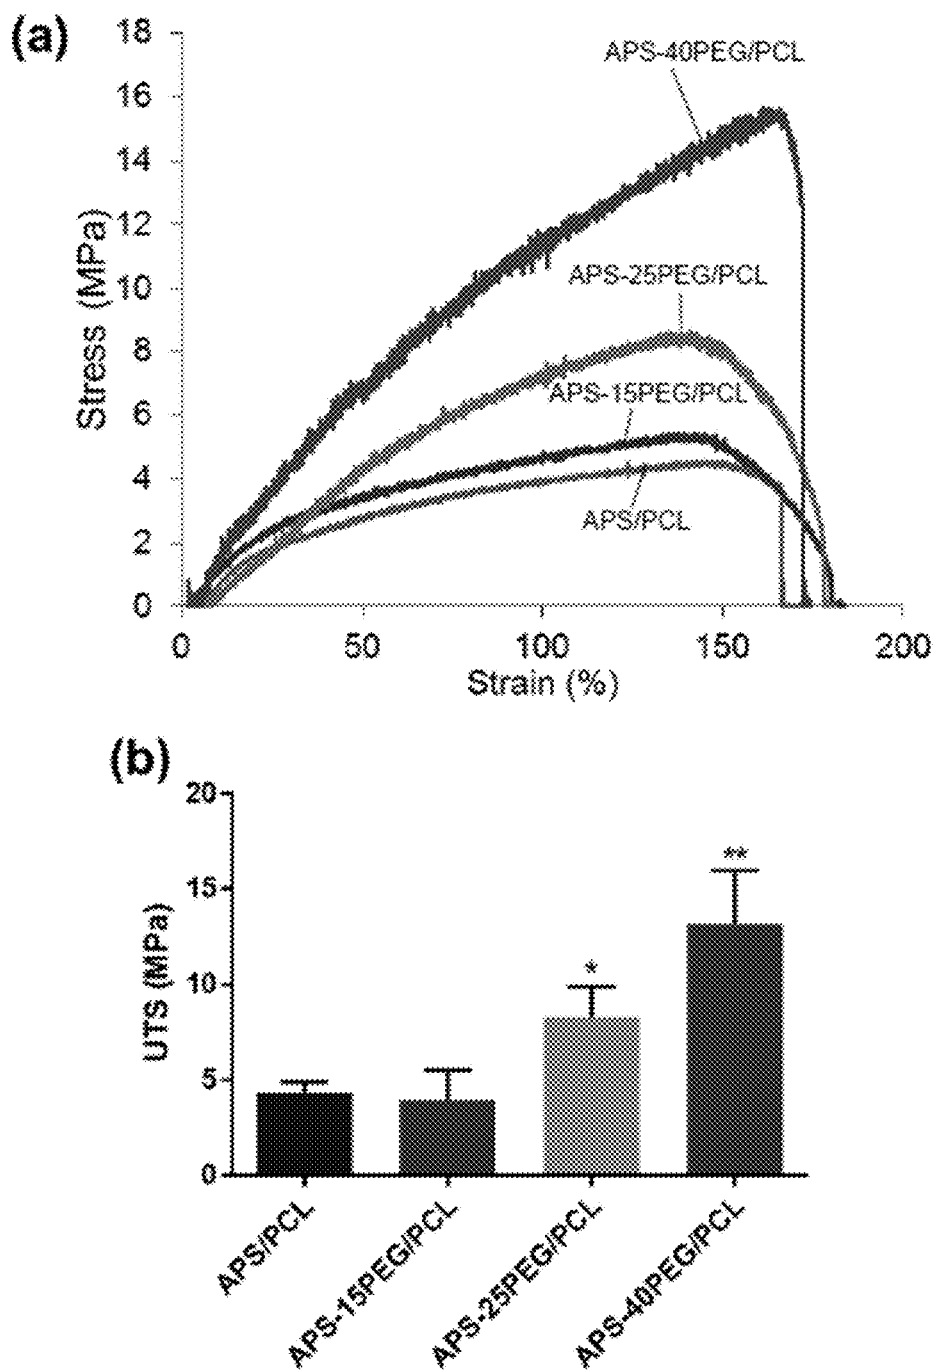 (a)
18
16
14
12
10
8
6
4
2
0
Stress (MPa)
APS-40PEG/PCL
APS-25PEG/PCL
APS-15PEG/PCL
APS/PCL
0 50 100 150 200
Strain (%)
(b)
20
15
10
5
0
UTS (MPa)
*
**
APS/PCL
APS-15PEG/PCL
APS-25PEG/PCL
APS-40PEG/PCL